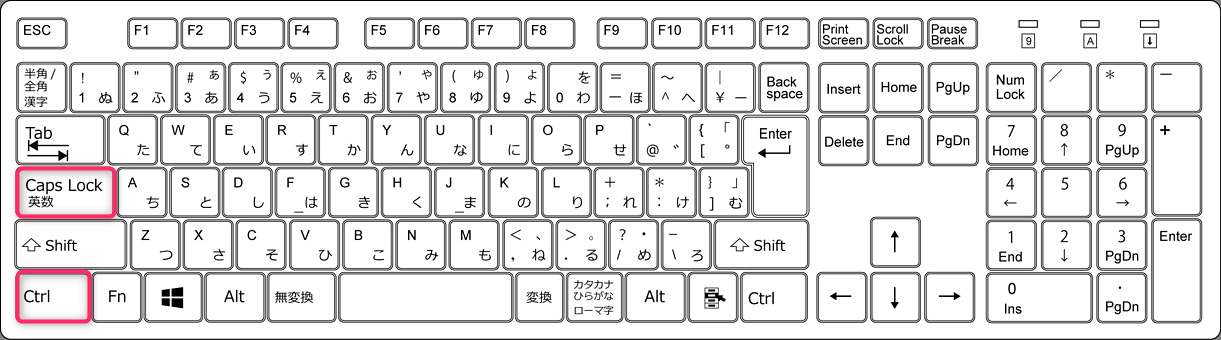 ESC F1 F2 F3 F4 F5 F6 F7 F8 F9 F10 F11 F12 Print Screen Scroll Lock Pause Break 9 A ↓
半角/ 全角 漢字 ! 1 ぬ " 2 ふ # ぁ 3 あ $ ぅ 4 う % ぇ 5 え & ぉ 6 お ' ゃ 7 や ( ゅ 8 ゆ ) ょ 9 よ を 0 わ = ー ほ ～ ^ へ | ¥ ー Back space Insert Home PgUp Num Lock ／ ＊ ー
Tab Q た W て E い R す T か Y ん U な I に O ら P せ ` @ ゛ { 「 [ ° Enter Delete End PgDn 7 Home 8 ↑ 9 PgUp +
Caps Lock 英数 A ち S と D し F _は G き H く J _ま K の L り + ; れ * : け } 」 ] む 4 ← 5 6 →
Shift Z つ X さ C そ V ひ B こ N み M も < 、 , ね > 。 . る ? ・ / め _ \ ろ Shift ↑ 1 End 2 ↓ 3 PgDn Enter
Ctrl Fn Alt 無変換 変換 カタカナ ひらがな ローマ字 Alt Ctrl ← ↓ → 0 Ins . PgDn